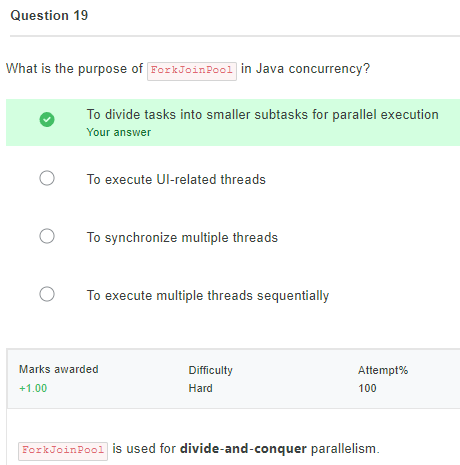 Question 19
What is the purpose of ForkJoinPool in Java concurrency?
To divide tasks into smaller subtasks for parallel execution
Your answer
To execute UI-related threads
To synchronize multiple threads
To execute multiple threads sequentially
Marks awarded Difficulty Attempt%
+1.00 Hard 100
ForkJoinPool is used for divide-and-conquer parallelism.